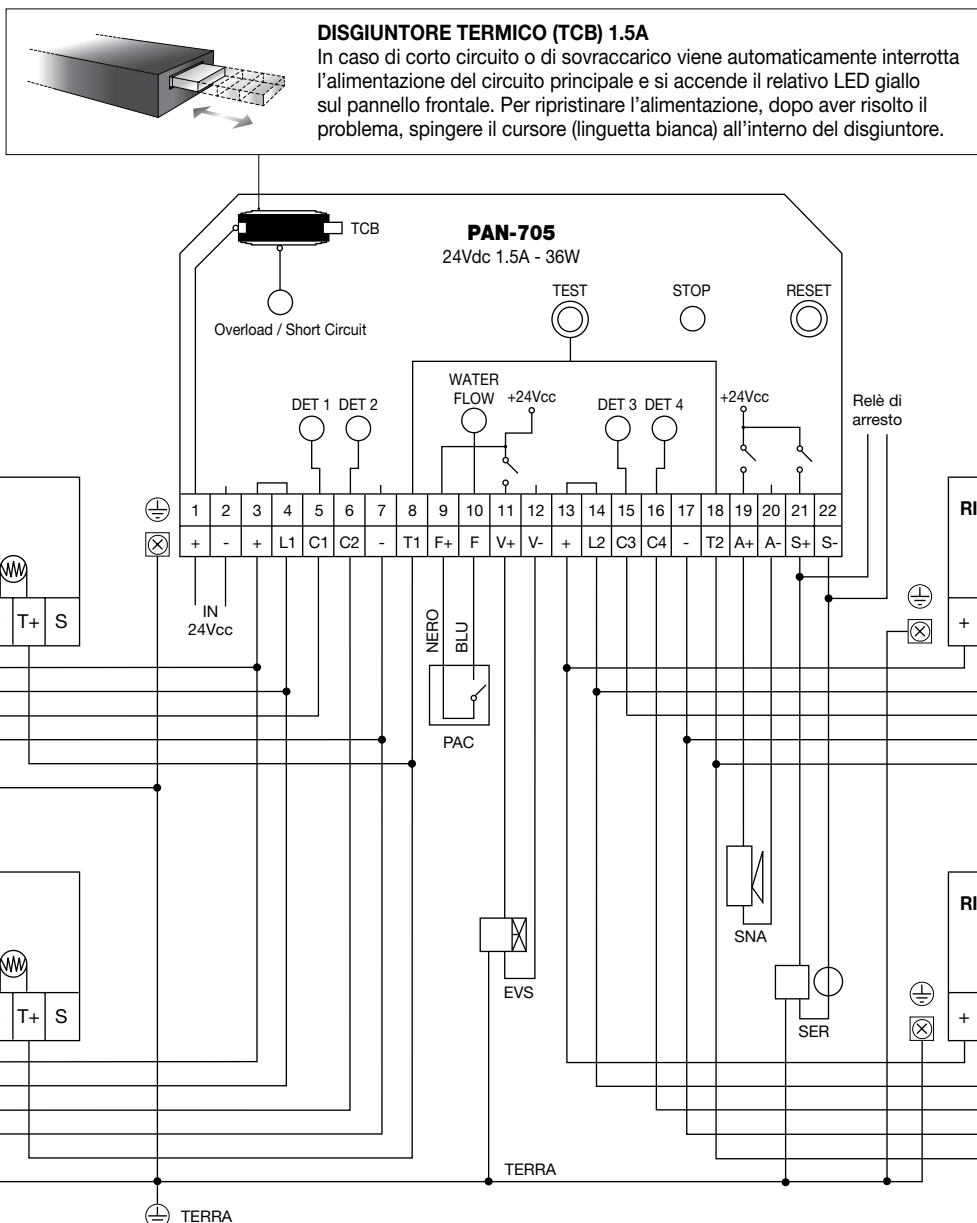 DISGIUNTORE TERMICO (TCB) 1.5A
In caso di corto circuito o di sovraccarico viene automaticamente interrotta
l'alimentazione del circuito principale e si accende il relativo LED giallo
sul pannello frontale. Per ripristinare l'alimentazione, dopo aver risolto il
problema, spingere il cursore (linguetta bianca) all'interno del disgiuntore.
TCB
PAN-705
24Vdc 1.5A - 36W
TEST STOP RESET
Overload / Short Circuit
WATER
FLOW
+24Vcc
DET 1 DET 2
DET 3 DET 4
+24Vcc
Relè di
arresto
1 2 3 4 5 6 7 8 9 10 11 12 13 14 15 16 17 18 19 20 21 22
+ - + L1 C1 C2 - T1 F+ F V+ V- + L2 C3 C4 - T2 A+ A- S+ S-
RI
T+ S
+
IN
24Vcc
NERO
BLU
PAC
RI
SNA
EVS
SER
T+ S
+
TERRA
TERRA